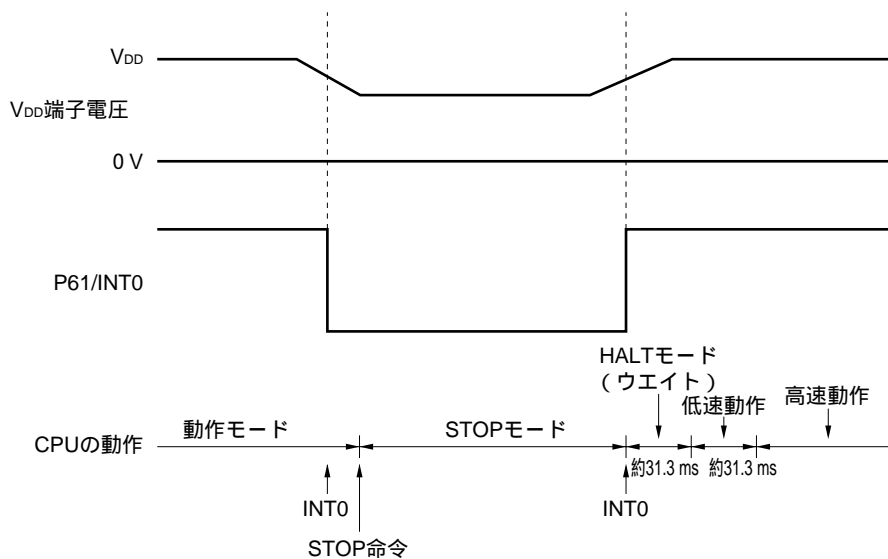 VDD
VDD端子電圧
0 V
P61/INT0
HALTモード
（ウエイト）
低速動作
高速動作
CPUの動作
動作モード
STOPモード
約31.3 ms
約31.3 ms
INT0
INT0
STOP命令